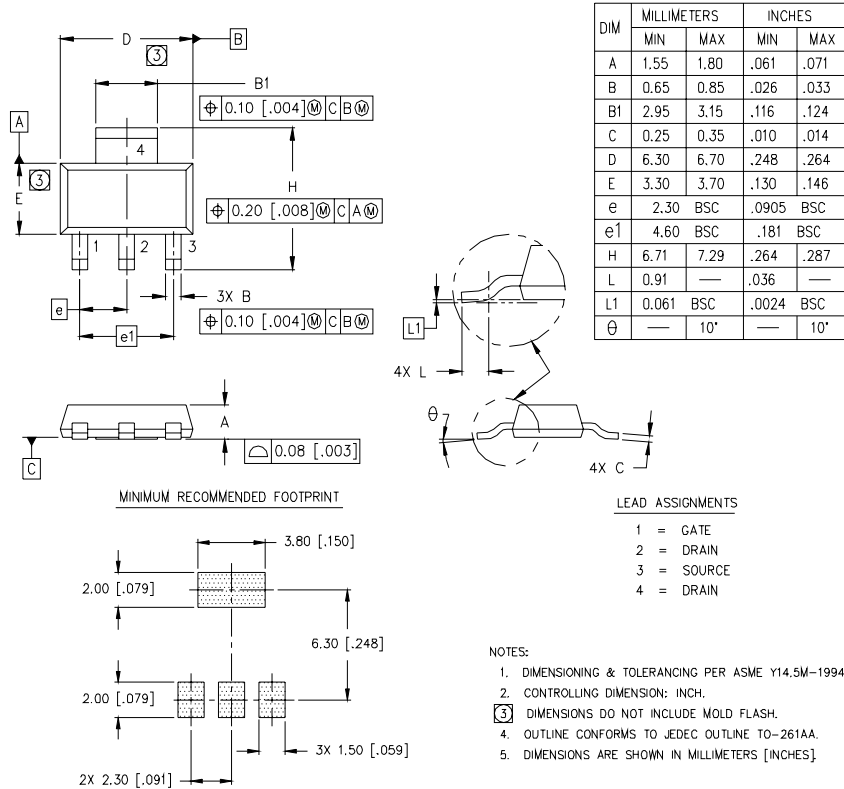 D
B
3
B1
⌖ 0.10 [.004]Ⓜ C BⓂ
A
4
3
E
H
⌖ 0.20 [.008]Ⓜ C AⓂ
1 2 3
3X B
e
e1
⌖ 0.10 [.004]Ⓜ C BⓂ
L1
4X L
A
C
⌓ 0.08 [.003]
θ
4X C
DIM MILLIMETERS INCHES
MIN MAX MIN MAX
A 1.55 1.80 .061 .071
B 0.65 0.85 .026 .033
B1 2.95 3.15 .116 .124
C 0.25 0.35 .010 .014
D 6.30 6.70 .248 .264
E 3.30 3.70 .130 .146
e 2.30 BSC .0905 BSC
e1 4.60 BSC .181 BSC
H 6.71 7.29 .264 .287
L 0.91 — .036 —
L1 0.061 BSC .0024 BSC
θ — 10° — 10°
MINIMUM RECOMMENDED FOOTPRINT
3.80 [.150]
2.00 [.079]
6.30 [.248]
2.00 [.079]
3X 1.50 [.059]
2X 2.30 [.091]
LEAD ASSIGNMENTS
1 = GATE
2 = DRAIN
3 = SOURCE
4 = DRAIN
NOTES:
1. DIMENSIONING & TOLERANCING PER ASME Y14.5M-1994
2. CONTROLLING DIMENSION: INCH.
3 DIMENSIONS DO NOT INCLUDE MOLD FLASH.
4. OUTLINE CONFORMS TO JEDEC OUTLINE TO-261AA.
5. DIMENSIONS ARE SHOWN IN MILLIMETERS [INCHES].